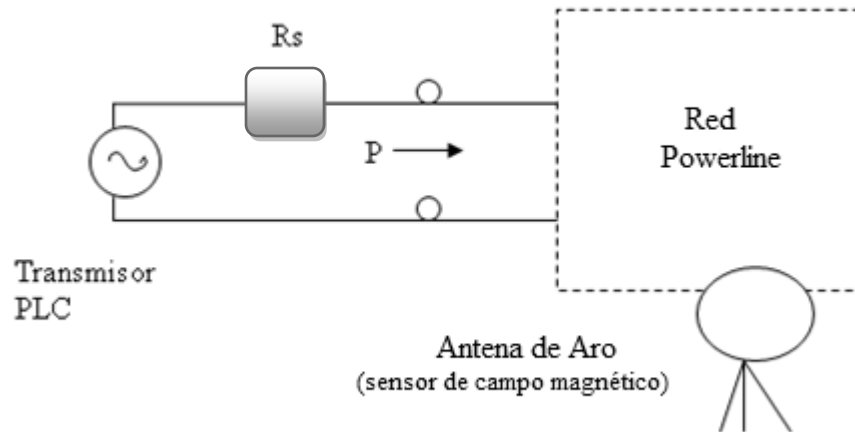 Rs
P
Red
Powerline
Transmisor
PLC
Antena de Aro
(sensor de campo magnético)